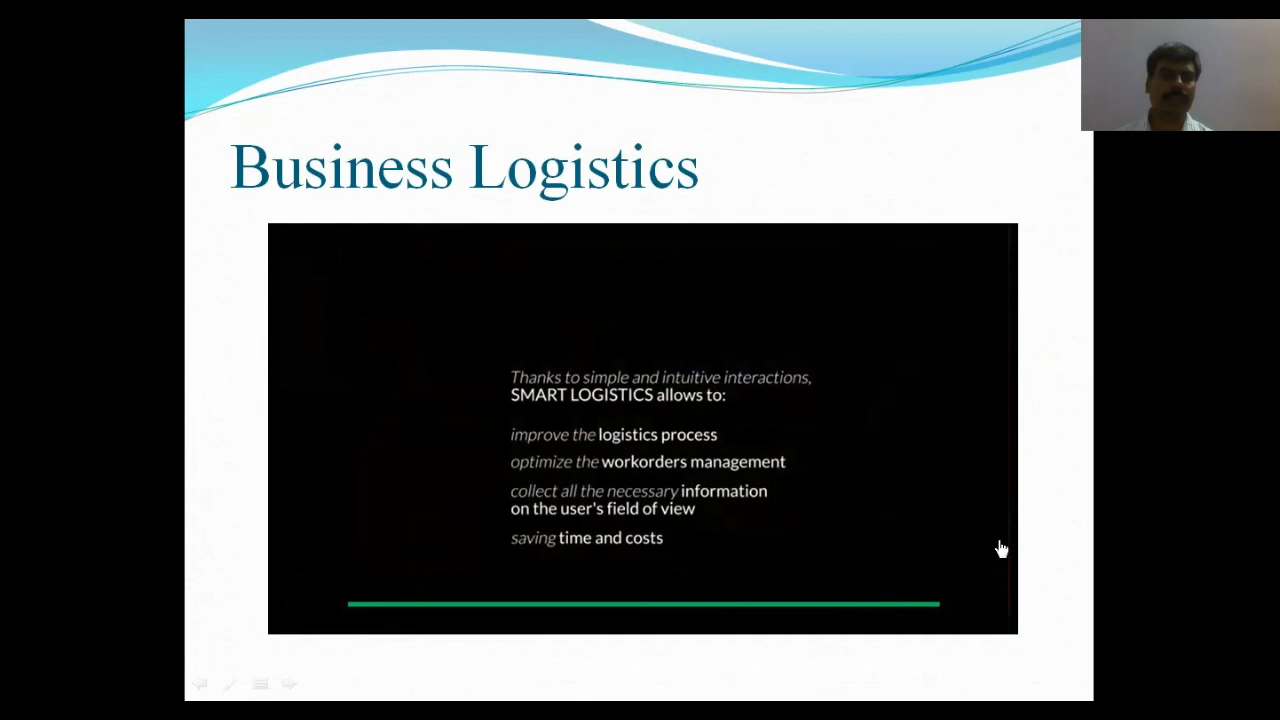 Business Logistics
Thanks to simple and intuitive interactions,
SMART LOGISTICS allows to:
improve the logistics process
optimize the workorders management
collect all the necessary information
on the user's field of view
saving time and costs